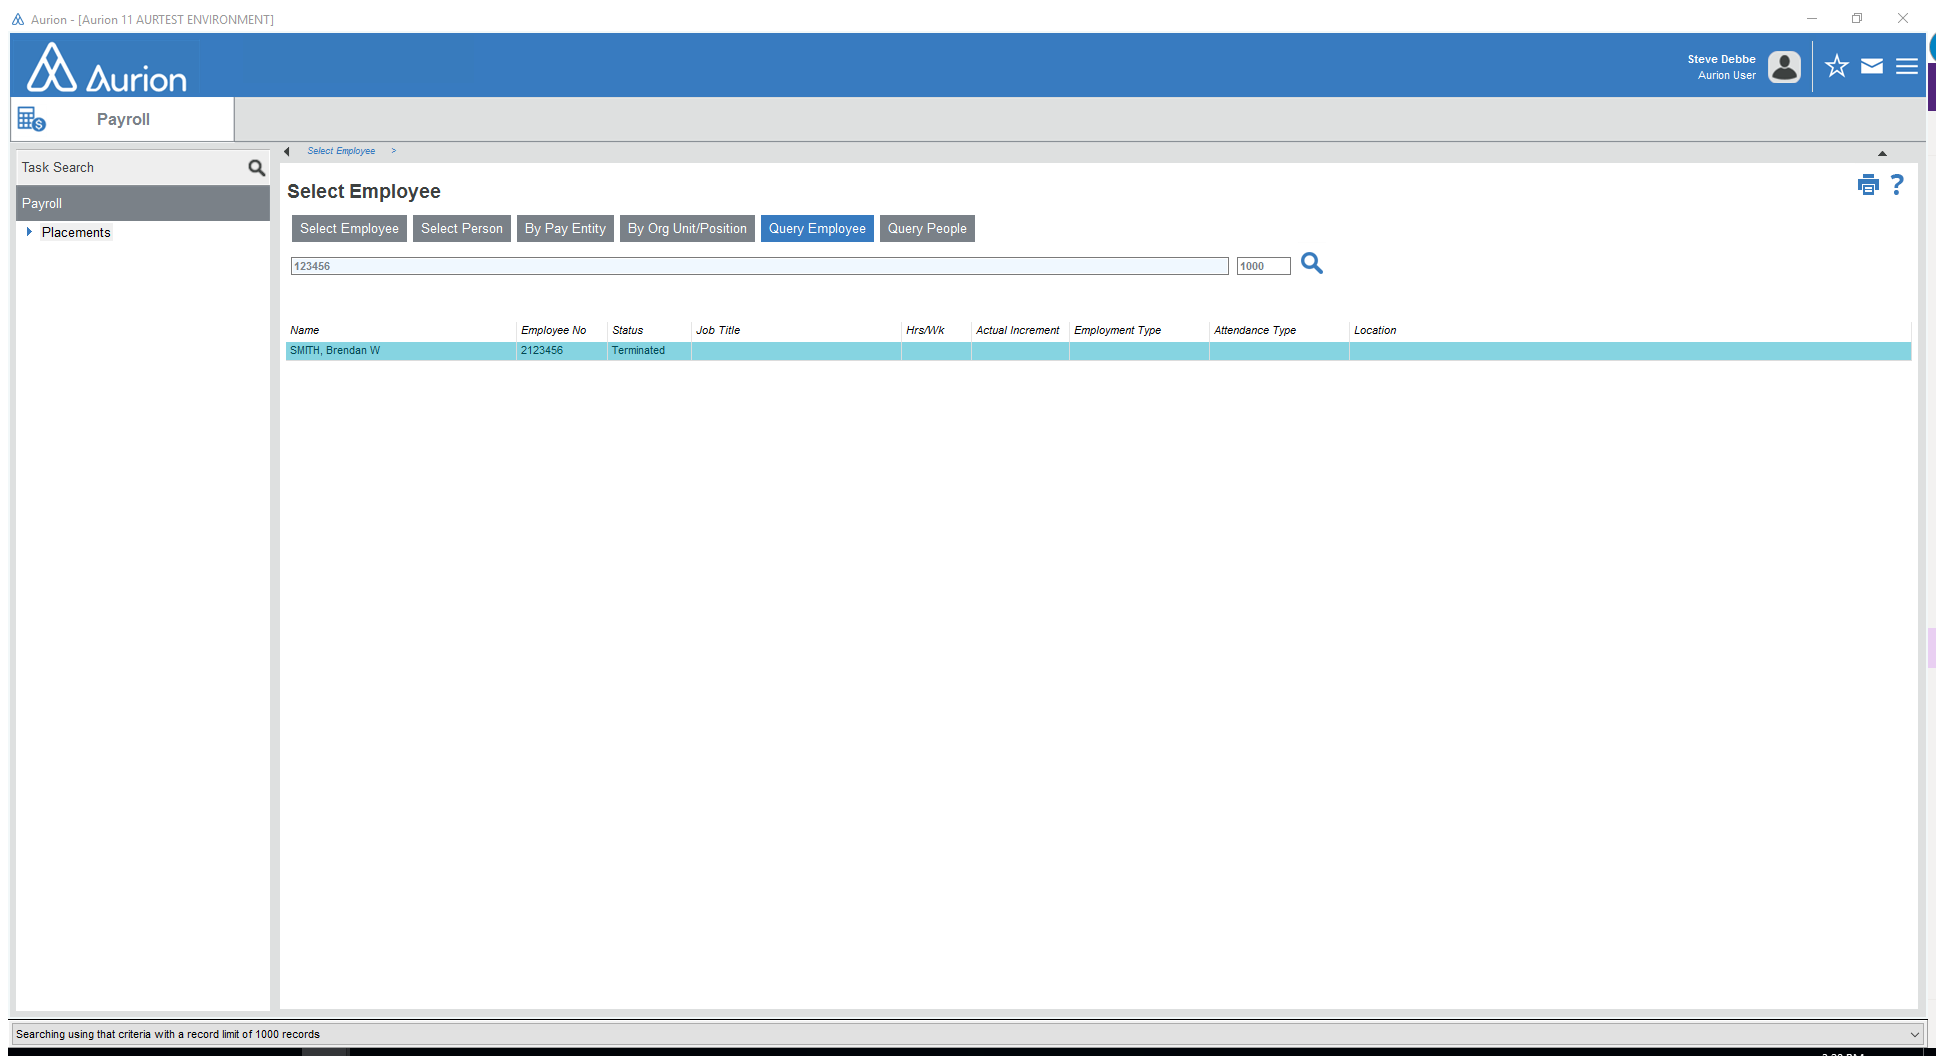 Aurion - [Aurion 11 AURTEST ENVIRONMENT]
Aurion
Steve Debbe
Aurion User
Payroll
Task Search
Payroll
Placements
Select Employee >
Select Employee
?
Select Employee Select Person By Pay Entity By Org Unit/Position Query Employee Query People
123456 1000
Name Employee No Status Job Title Hrs/Wk Actual Increment Employment Type Attendance Type Location
SMITH, Brendan W 2123456 Terminated
Searching using that criteria with a record limit of 1000 records